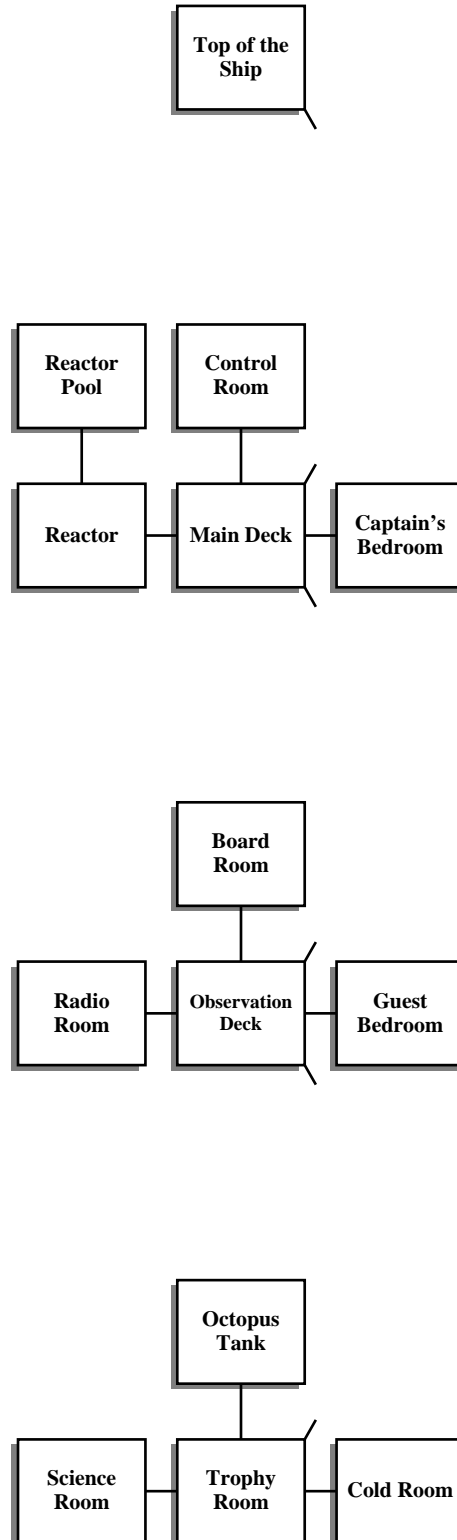 Top of the
Ship
Reactor
Pool
Control
Room
Reactor
Main Deck
Captain's
Bedroom
Board
Room
Radio
Room
Observation
Deck
Guest
Bedroom
Octopus
Tank
Science
Room
Trophy
Room
Cold Room